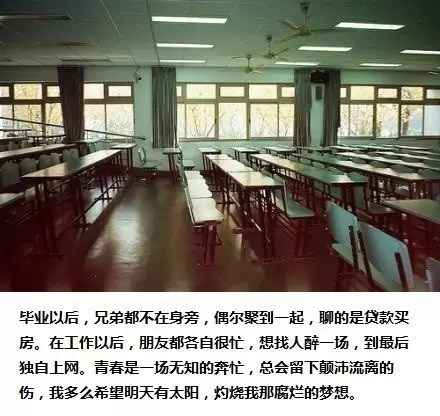 毕业以后，兄弟都不在身旁，偶尔聚到一起，聊的是贷款买
房。在工作以后，朋友都各自很忙，想找人醉一场，到最后
独自上网。青春是一场无知的奔忙，总会留下颠沛流离的
伤，我多么希望明天有太阳，灼烧我那腐烂的梦想。